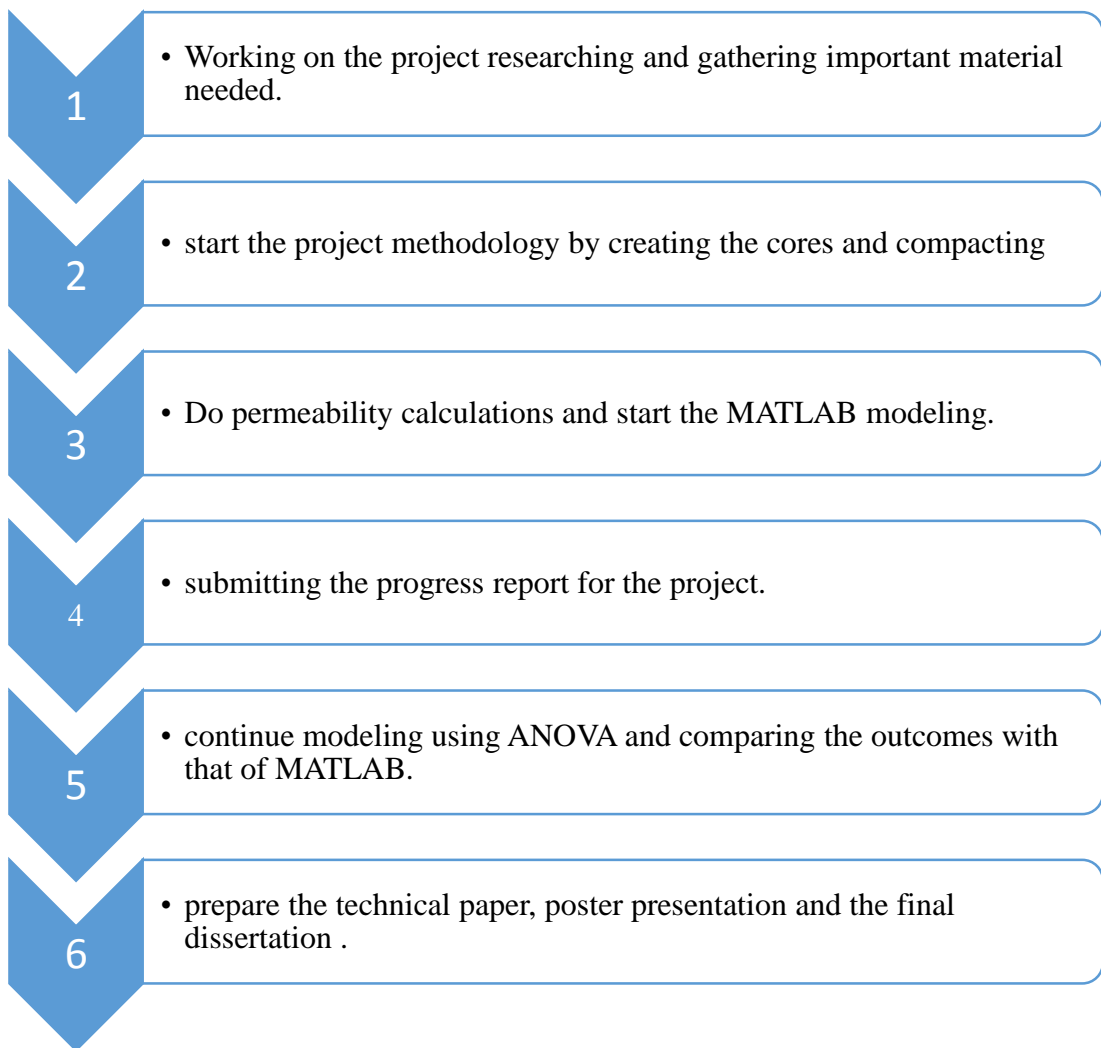 1
• Working on the project researching and gathering important material
needed.
2
• start the project methodology by creating the cores and compacting
3
• Do permeability calculations and start the MATLAB modeling.
4
• submitting the progress report for the project.
5
• continue modeling using ANOVA and comparing the outcomes with
that of MATLAB.
6
• prepare the technical paper, poster presentation and the final
dissertation .